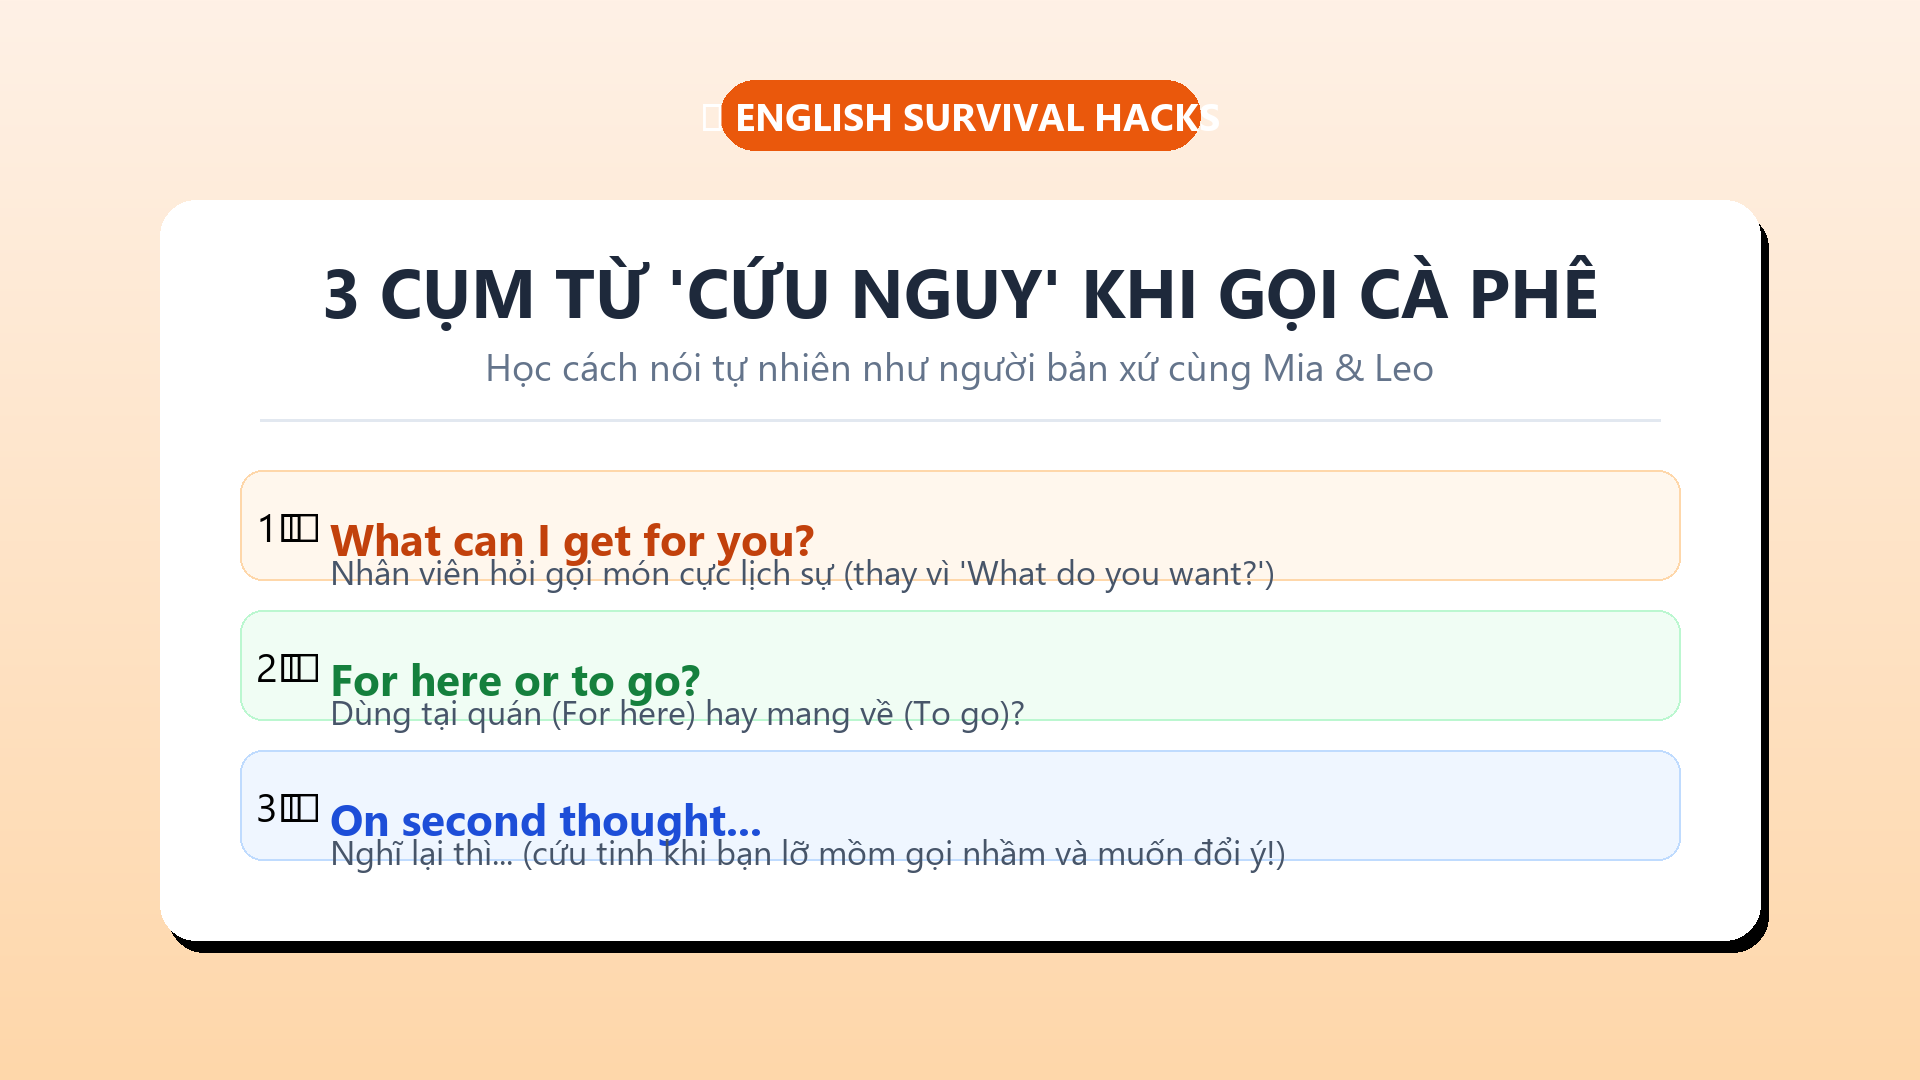 ENGLISH SURVIVAL HACKS
3 CỤM TỪ 'CỨU NGUY' KHI GỌI CÀ PHÊ
Học cách nói tự nhiên như người bản xứ cùng Mia & Leo
1 What can I get for you?
Nhân viên hỏi gọi món cực lịch sự (thay vì 'What do you want?')
2 For here or to go?
Dùng tại quán (For here) hay mang về (To go)?
3 On second thought...
Nghĩ lại thì... (cứu tinh khi bạn lỡ mồm gọi nhầm và muốn đổi ý!)